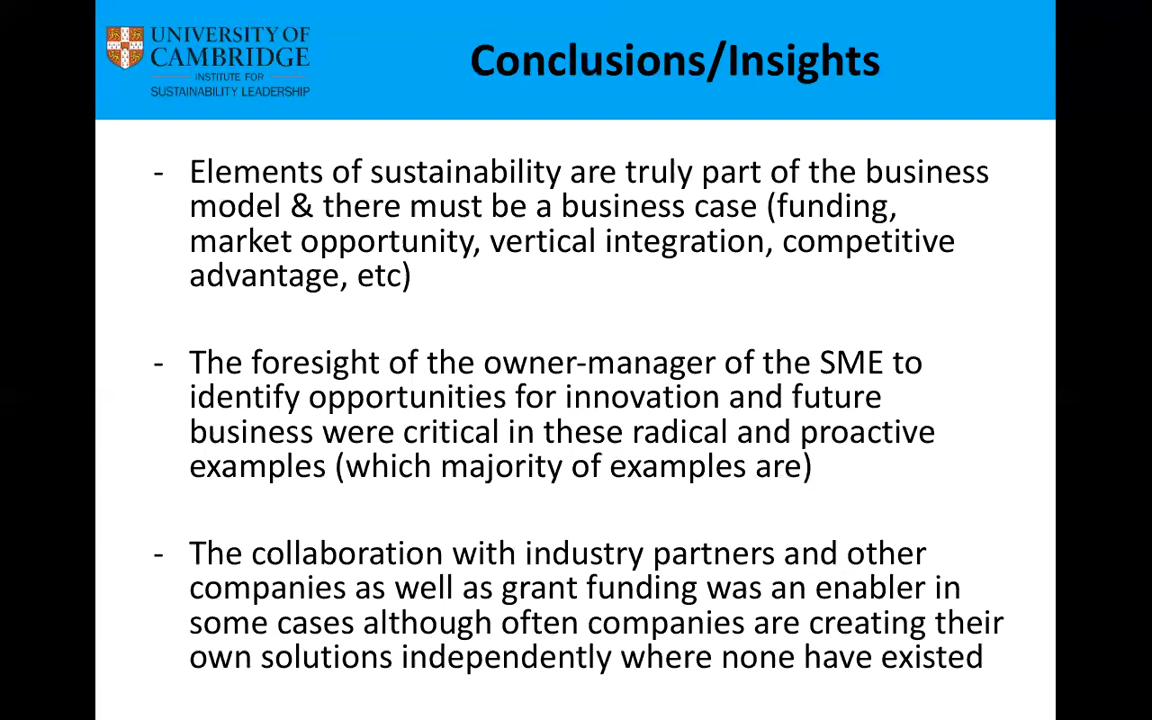 UNIVERSITY OF
CAMBRIDGE
INSTITUTE FOR
SUSTAINABILITY LEADERSHIP
Conclusions/Insights
- Elements of sustainability are truly part of the business
model & there must be a business case (funding,
market opportunity, vertical integration, competitive
advantage, etc)
- The foresight of the owner-manager of the SME to
identify opportunities for innovation and future
business were critical in these radical and proactive
examples (which majority of examples are)
- The collaboration with industry partners and other
companies as well as grant funding was an enabler in
some cases although often companies are creating their
own solutions independently where none have existed